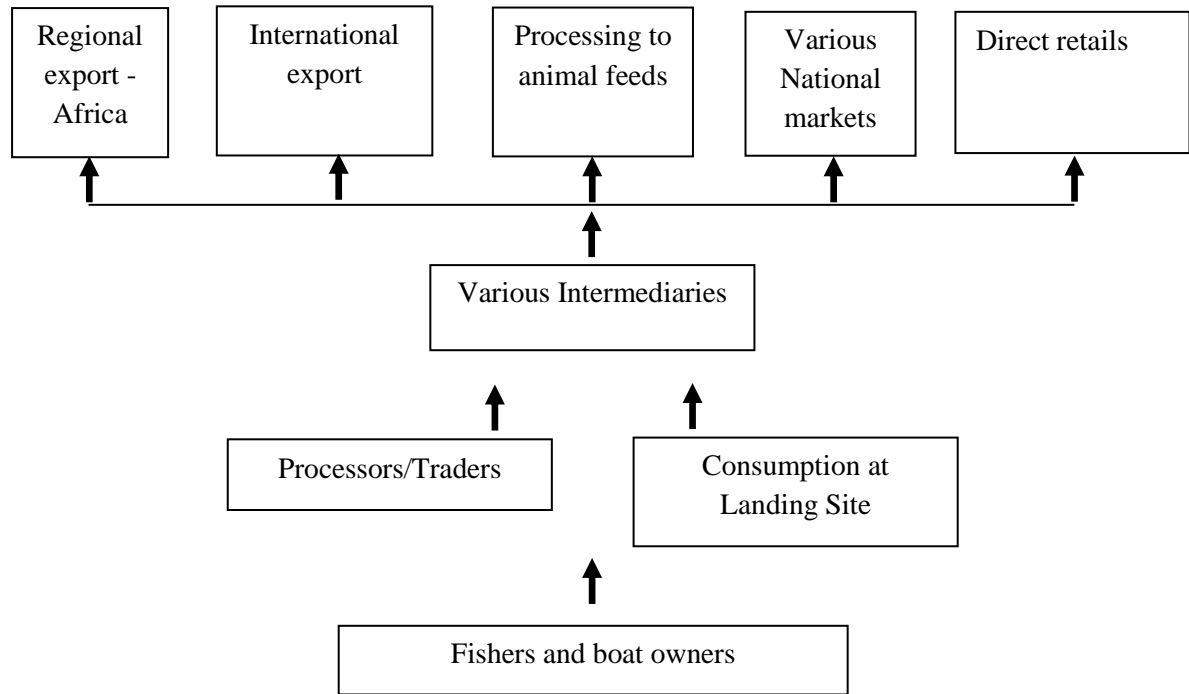 Regional
export -
Africa
International
export
Processing to
animal feeds
Various
National
markets
Direct retails
Various Intermediaries
Processors/Traders
Consumption at
Landing Site
Fishers and boat owners